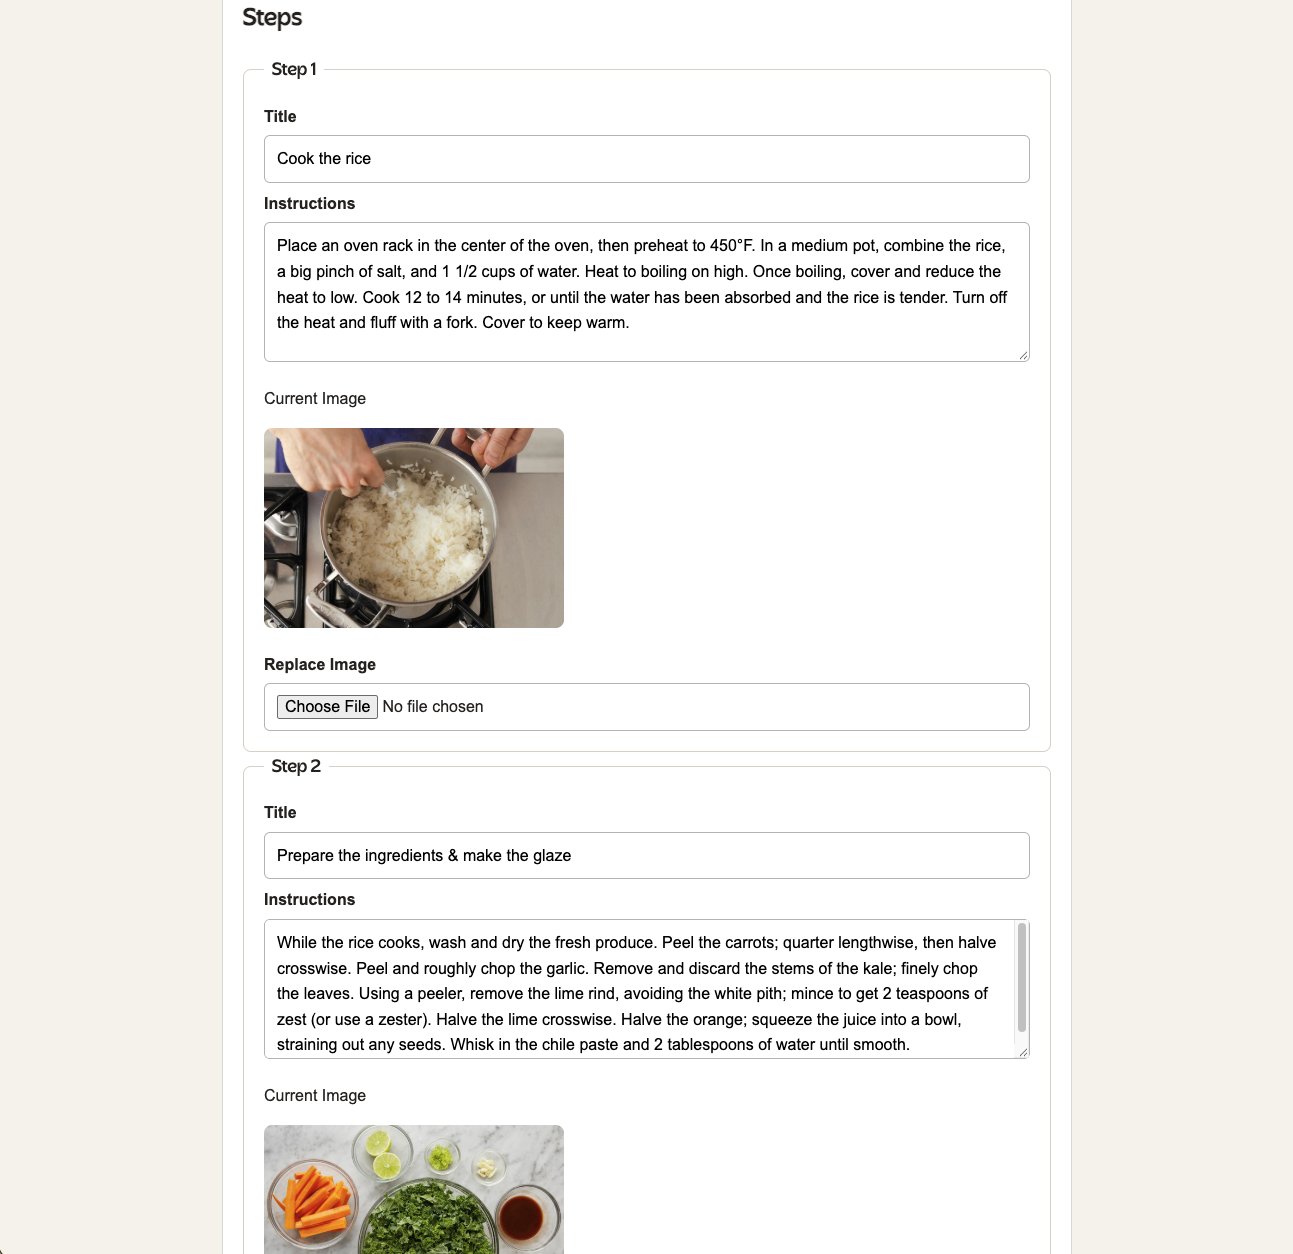 Steps
Step 1
Title
Cook the rice
Instructions
Place an oven rack in the center of the oven, then preheat to 450°F. In a medium pot, combine the rice,
a big pinch of salt, and 1 1/2 cups of water. Heat to boiling on high. Once boiling, cover and reduce the
heat to low. Cook 12 to 14 minutes, or until the water has been absorbed and the rice is tender. Turn off
the heat and fluff with a fork. Cover to keep warm.
Current Image
Replace Image
Choose File No file chosen
Step 2
Title
Prepare the ingredients & make the glaze
Instructions
While the rice cooks, wash and dry the fresh produce. Peel the carrots; quarter lengthwise, then halve
crosswise. Peel and roughly chop the garlic. Remove and discard the stems of the kale; finely chop
the leaves. Using a peeler, remove the lime rind, avoiding the white pith; mince to get 2 teaspoons of
zest (or use a zester). Halve the lime crosswise. Halve the orange; squeeze the juice into a bowl,
straining out any seeds. Whisk in the chile paste and 2 tablespoons of water until smooth.
Current Image